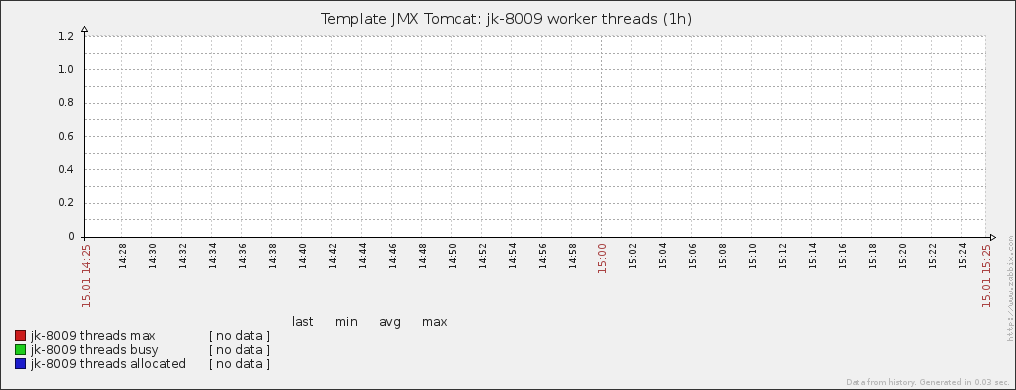 Template JMX Tomcat: jk-8009 worker threads (1h)
1.2
1.0
0.8
0.6
0.4
0.2
0
15.01 14:25 14:28 14:30 14:32 14:34 14:36 14:38 14:40 14:42 14:44 14:46 14:48 14:50 14:52 14:54 14:56 14:58 15:00 15:02 15:04 15:06 15:08 15:10 15:12 15:14 15:16 15:18 15:20 15:22 15:24 15.01 15:25
http://www.zabbix.com
last min avg max
jk-8009 threads max [ no data ]
jk-8009 threads busy [ no data ]
jk-8009 threads allocated [ no data ]
Data from history. Generated in 0.03 sec.